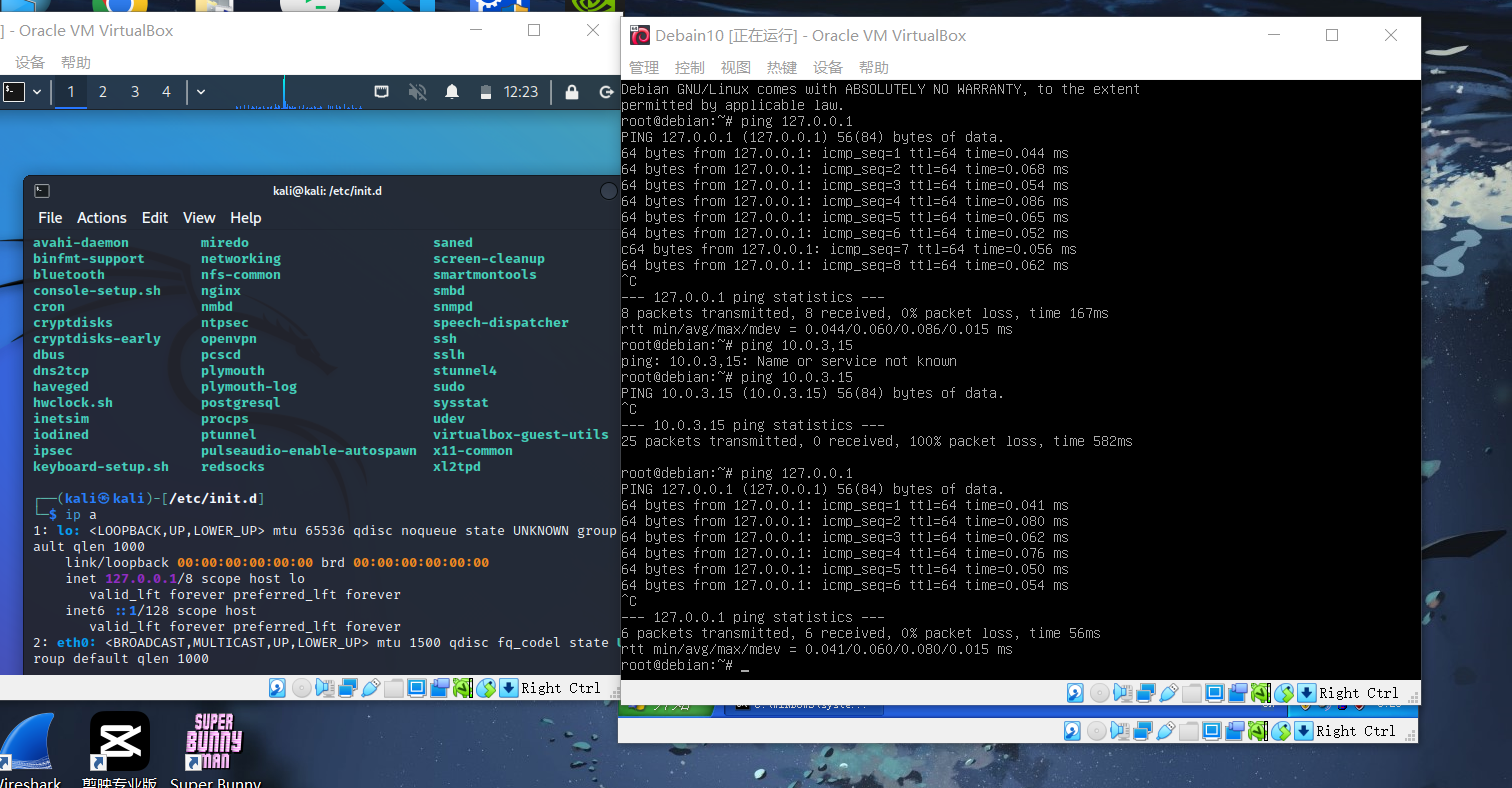 ] - Oracle VM VirtualBox
设备 帮助
1 2 3 4 12:23
kali@kali: /etc/init.d
File Actions Edit View Help
avahi-daemon miredo saned
binfmt-support networking screen-cleanup
bluetooth nfs-common smartmontools
console-setup.sh nginx smbd
cron nmbd snmpd
cryptdisks ntpsec speech-dispatcher
cryptdisks-early openvpn ssh
dbus pcscd sslh
dns2tcp plymouth stunnel4
haveged plymouth-log sudo
hwclock.sh postgresql sysstat
inetsim procps udev
iodined ptunnel virtualbox-guest-utils
ipsec pulseaudio-enable-autospawn x11-common
keyboard-setup.sh redsocks xl2tpd
┌──(kali㉿kali)-[/etc/init.d]
└─$ ip a
1: lo: <LOOPBACK,UP,LOWER_UP> mtu 65536 qdisc noqueue state UNKNOWN group
ault qlen 1000
link/loopback 00:00:00:00:00:00 brd 00:00:00:00:00:00
inet 127.0.0.1/8 scope host lo
valid_lft forever preferred_lft forever
inet6 ::1/128 scope host
valid_lft forever preferred_lft forever
2: eth0: <BROADCAST,MULTICAST,UP,LOWER_UP> mtu 1500 qdisc fq_codel state
roup default qlen 1000
Right Ctrl
Debain10 [正在运行] - Oracle VM VirtualBox
管理 控制 视图 热键 设备 帮助
Debian GNU/Linux comes with ABSOLUTELY NO WARRANTY, to the extent
permitted by applicable law.
root@debian:~# ping 127.0.0.1
PING 127.0.0.1 (127.0.0.1) 56(84) bytes of data.
64 bytes from 127.0.0.1: icmp_seq=1 ttl=64 time=0.044 ms
64 bytes from 127.0.0.1: icmp_seq=2 ttl=64 time=0.068 ms
64 bytes from 127.0.0.1: icmp_seq=3 ttl=64 time=0.054 ms
64 bytes from 127.0.0.1: icmp_seq=4 ttl=64 time=0.086 ms
64 bytes from 127.0.0.1: icmp_seq=5 ttl=64 time=0.065 ms
64 bytes from 127.0.0.1: icmp_seq=6 ttl=64 time=0.052 ms
c64 bytes from 127.0.0.1: icmp_seq=7 ttl=64 time=0.056 ms
64 bytes from 127.0.0.1: icmp_seq=8 ttl=64 time=0.062 ms
^C
--- 127.0.0.1 ping statistics ---
8 packets transmitted, 8 received, 0% packet loss, time 167ms
rtt min/avg/max/mdev = 0.044/0.060/0.086/0.015 ms
root@debian:~# ping 10.0.3,15
ping: 10.0.3,15: Name or service not known
root@debian:~# ping 10.0.3.15
PING 10.0.3.15 (10.0.3.15) 56(84) bytes of data.
^C
--- 10.0.3.15 ping statistics ---
25 packets transmitted, 0 received, 100% packet loss, time 582ms
root@debian:~# ping 127.0.0.1
PING 127.0.0.1 (127.0.0.1) 56(84) bytes of data.
64 bytes from 127.0.0.1: icmp_seq=1 ttl=64 time=0.041 ms
64 bytes from 127.0.0.1: icmp_seq=2 ttl=64 time=0.080 ms
64 bytes from 127.0.0.1: icmp_seq=3 ttl=64 time=0.062 ms
64 bytes from 127.0.0.1: icmp_seq=4 ttl=64 time=0.076 ms
64 bytes from 127.0.0.1: icmp_seq=5 ttl=64 time=0.050 ms
64 bytes from 127.0.0.1: icmp_seq=6 ttl=64 time=0.054 ms
^C
--- 127.0.0.1 ping statistics ---
6 packets transmitted, 6 received, 0% packet loss, time 56ms
rtt min/avg/max/mdev = 0.041/0.060/0.080/0.015 ms
root@debian:~# _
Right Ctrl
Right Ctrl
SUPER
BUNNY
MAN
Wireshark 剪映专业版 Super Bunny